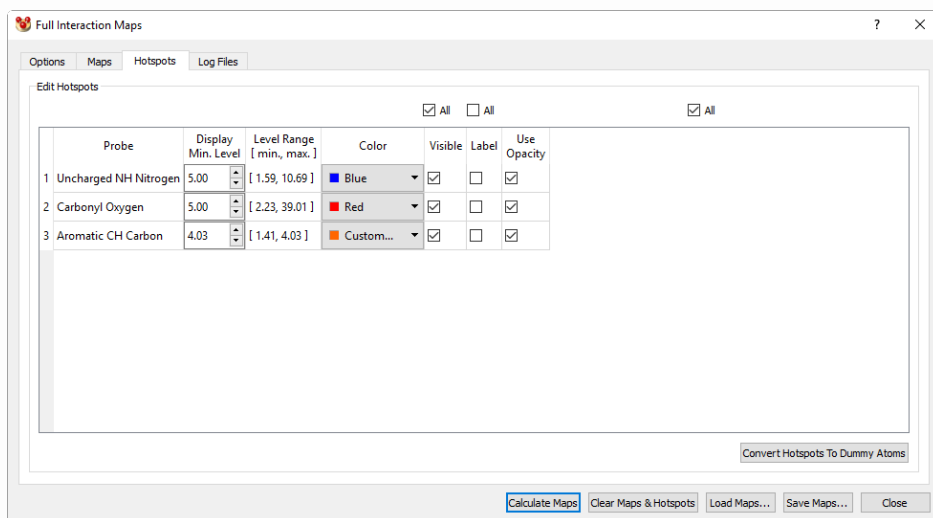 Full Interaction Maps ?
Options Maps Hotspots Log Files
Edit Hotspots
All All All
Probe Display Min. Level Level Range [ min., max. ] Color Visible Label Use Opacity
1 Uncharged NH Nitrogen 5.00 [ 1.59, 10.69 ] Blue
2 Carbonyl Oxygen 5.00 [ 2.23, 39.01 ] Red
3 Aromatic CH Carbon 4.03 [ 1.41, 4.03 ] Custom...
Convert Hotspots To Dummy Atoms
Calculate Maps Clear Maps & Hotspots Load Maps... Save Maps... Close